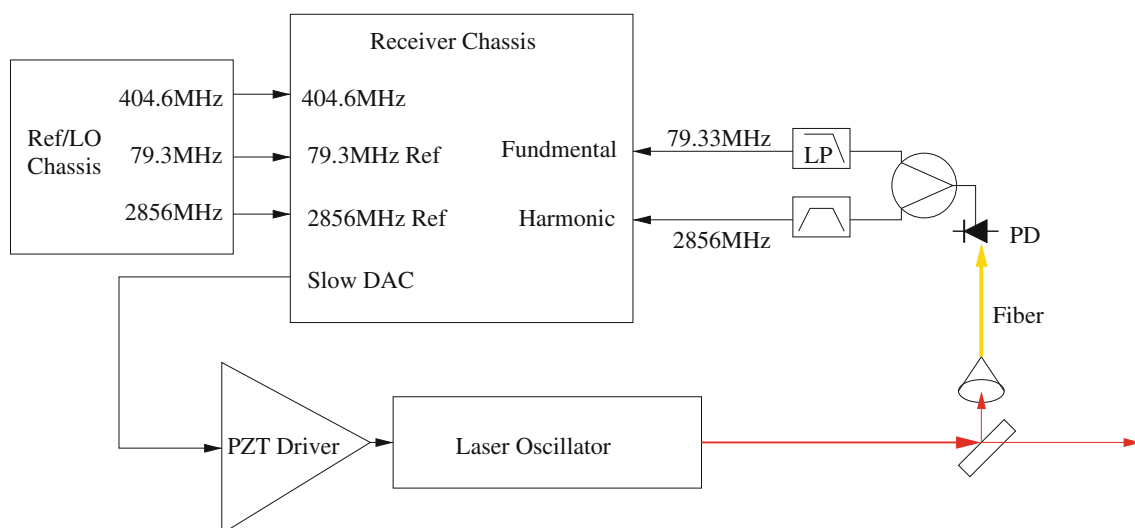 Receiver Chassis
Ref/LO
Chassis
404.6MHz
79.3MHz
2856MHz
404.6MHz
79.3MHz Ref
2856MHz Ref
Slow DAC
Fundmental
Harmonic
79.33MHz
2856MHz
LP
PD
Fiber
PZT Driver
Laser Oscillator